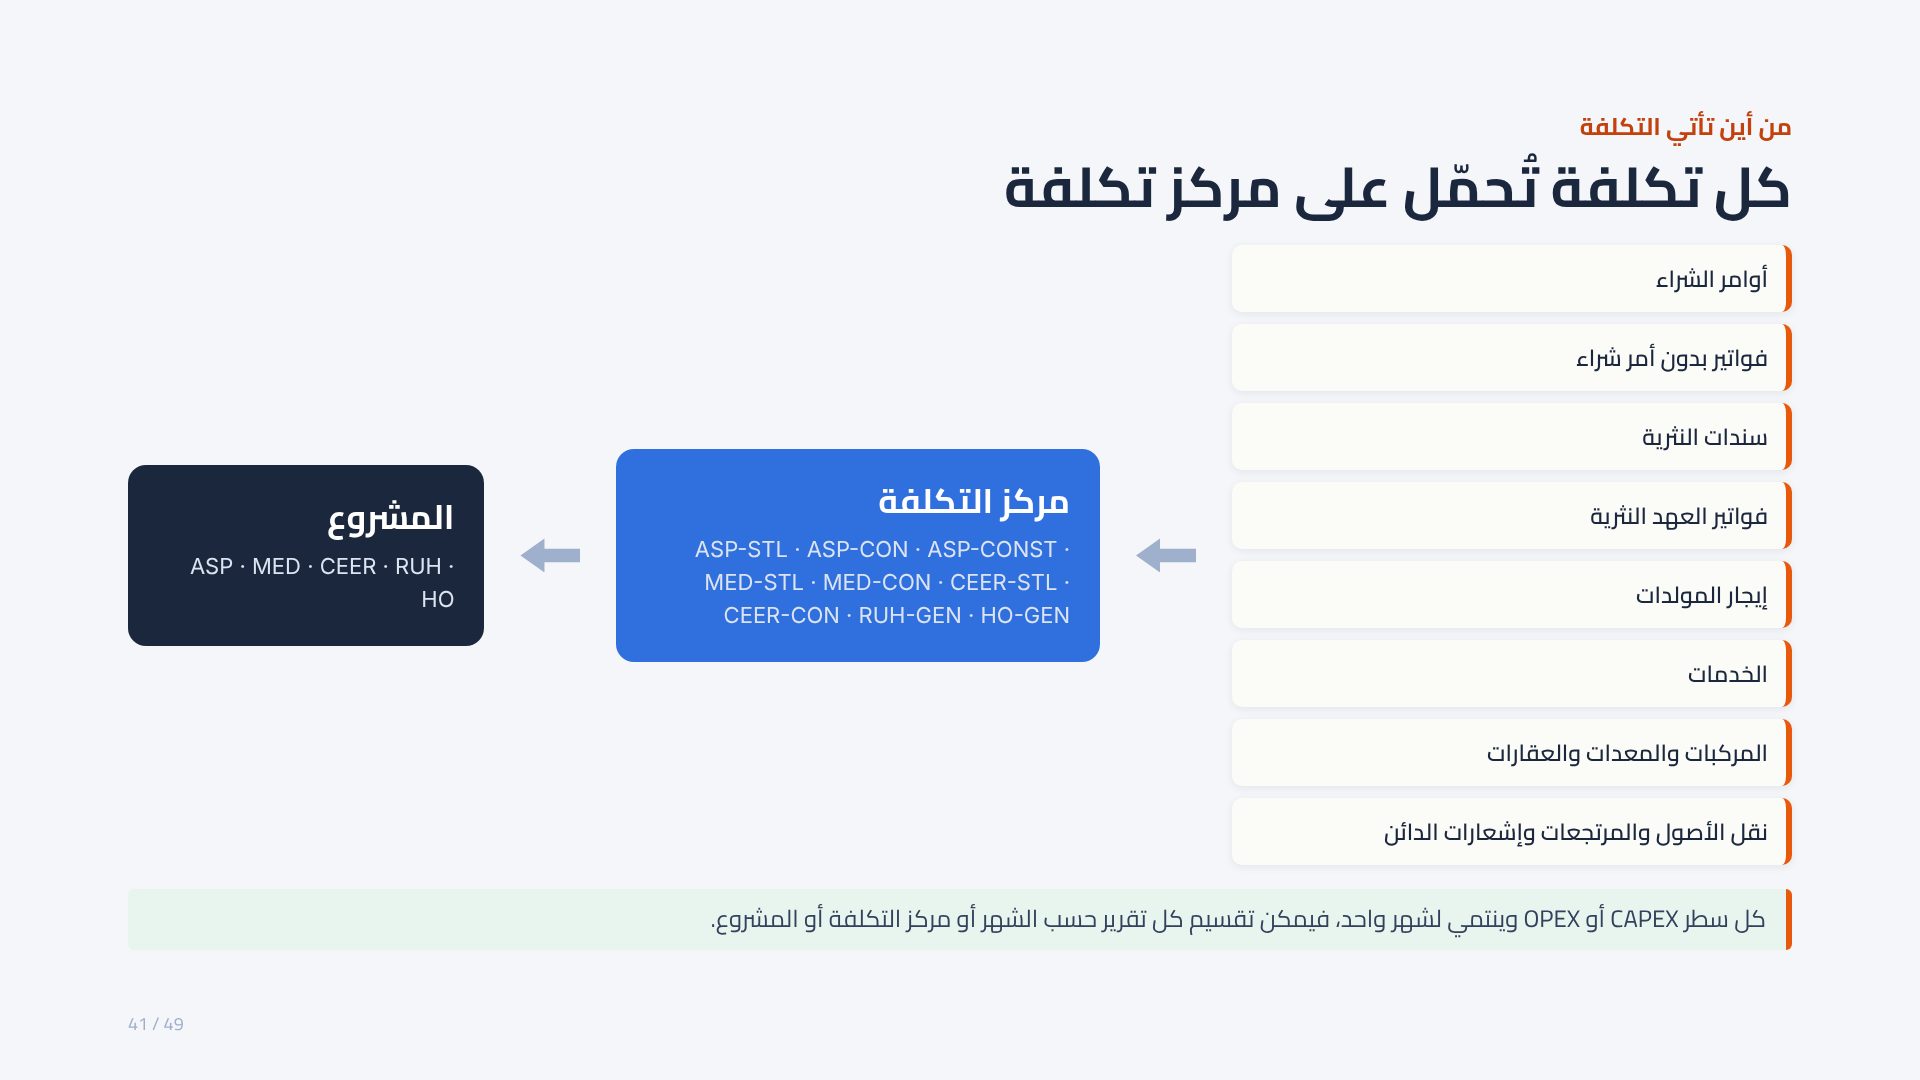 من أين تأتي التكلفة
كل تكلفة تُحمّل على مركز تكلفة
أوامر الشراء
فواتير بدون أمر شراء
سندات النثرية
فواتير العهد النثرية
إيجار المولدات
الخدمات
المركبات والمعدات والعقارات
نقل الأصول والمرتجعات وإشعارات الدائن
مركز التكلفة
ASP-STL · ASP-CON · ASP-CONST ·
MED-STL · MED-CON · CEER-STL ·
CEER-CON · RUH-GEN · HO-GEN
المشروع
ASP · MED · CEER · RUH ·
HO
كل سطر CAPEX أو OPEX وينتمي لشهر واحد، فيمكن تقسيم كل تقرير حسب الشهر أو مركز التكلفة أو المشروع.
41 / 49